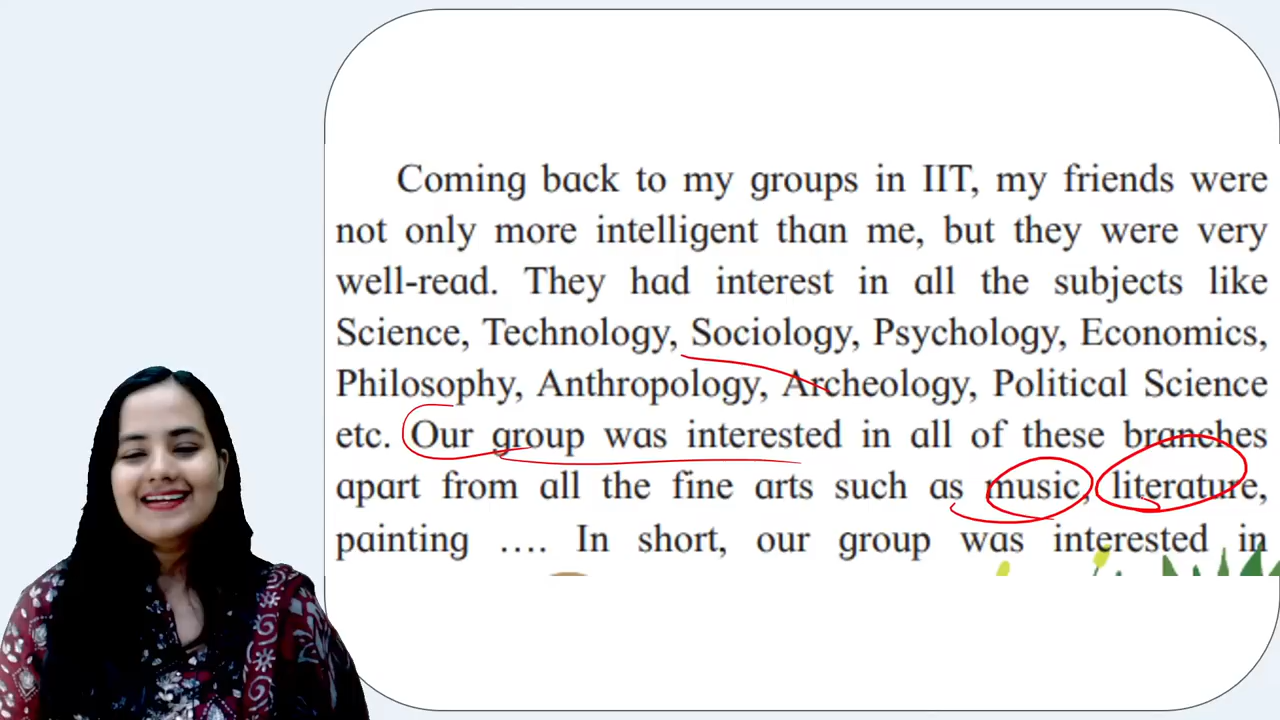 Coming back to my groups in IIT, my friends were
not only more intelligent than me, but they were very
well-read. They had interest in all the subjects like
Science, Technology, Sociology, Psychology, Economics,
Philosophy, Anthropology, Archeology, Political Science
etc. Our group was interested in all of these branches
apart from all the fine arts such as music, literature,
painting .... In short, our group was interested in